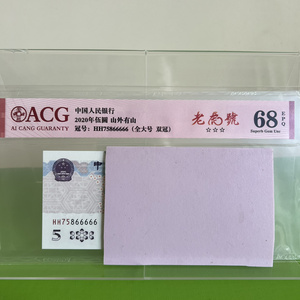 ACG
AI CANG GUARANTY
中国人民银行
2020年伍圆 山外有山
冠号:HH75866666(全大号 双冠)
老商號
☆☆☆
68
EPQ
Superb Gem Unc
中
HH75866666
5